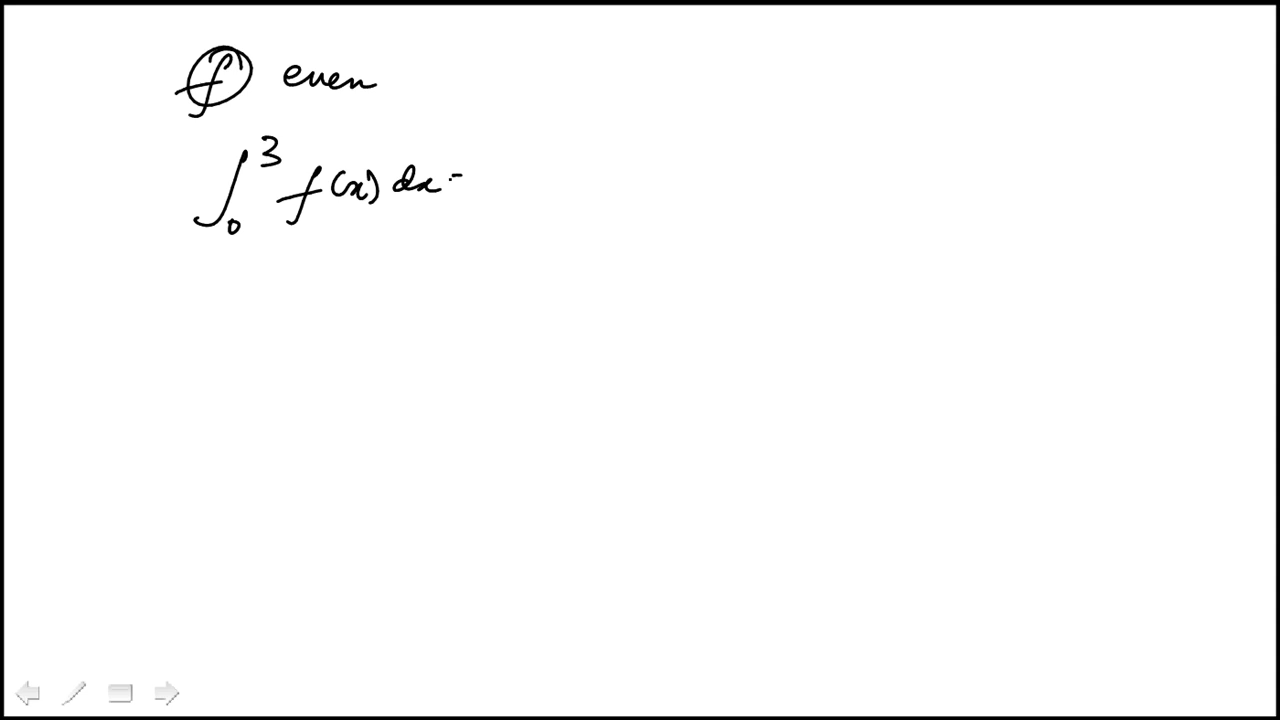 f even
∫₀³ f(x) dx =